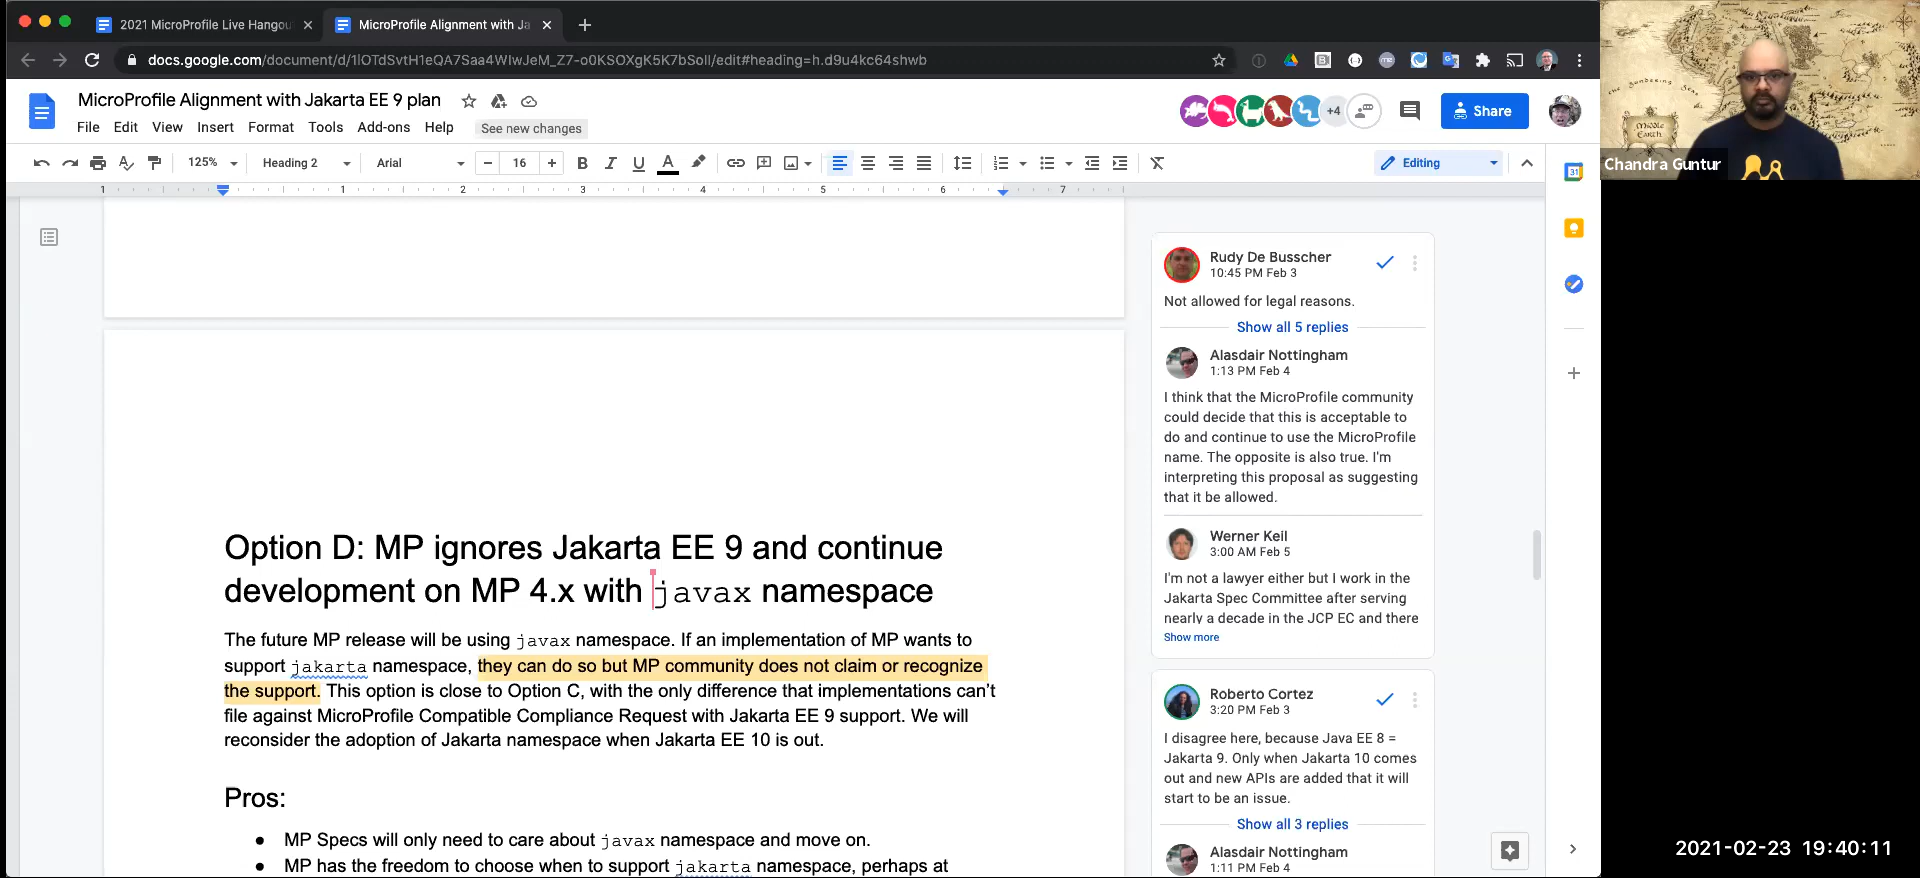 2021 MicroProfile Live Hangou
MicroProfile Alignment with Ja
docs.google.com/document/d/1lOTdSvtH1eQA7Saa4WIwJeM_Z7-o0KSOXgK5K7bSoII/edit#heading=h.d9u4kc64shwb
MicroProfile Alignment with Jakarta EE 9 plan
+4
Share
File Edit View Insert Format Tools Add-ons Help See new changes
125% Heading 2 Arial 16 Editing
1 1 2 3 4 5 6 7
Option D: MP ignores Jakarta EE 9 and continue
development on MP 4.x with javax namespace
The future MP release will be using javax namespace. If an implementation of MP wants to
support jakarta namespace, they can do so but MP community does not claim or recognize
the support. This option is close to Option C, with the only difference that implementations can't
file against MicroProfile Compatible Compliance Request with Jakarta EE 9 support. We will
reconsider the adoption of Jakarta namespace when Jakarta EE 10 is out.
Pros:
● MP Specs will only need to care about javax namespace and move on.
● MP has the freedom to choose when to support jakarta namespace, perhaps at
Rudy De Busscher
10:45 PM Feb 3
Not allowed for legal reasons.
Show all 5 replies
Alasdair Nottingham
1:13 PM Feb 4
I think that the MicroProfile community
could decide that this is acceptable to
do and continue to use the MicroProfile
name. The opposite is also true. I'm
interpreting this proposal as suggesting
that it be allowed.
Werner Keil
3:00 AM Feb 5
I'm not a lawyer either but I work in the
Jakarta Spec Committee after serving
nearly a decade in the JCP EC and there
Show more
Roberto Cortez
3:20 PM Feb 3
I disagree here, because Java EE 8 =
Jakarta 9. Only when Jakarta 10 comes
out and new APIs are added that it will
start to be an issue.
Show all 3 replies
Alasdair Nottingham
1:11 PM Feb 4
31
Middle
Earth
Chandra Guntur
2021-02-23 19:40:11